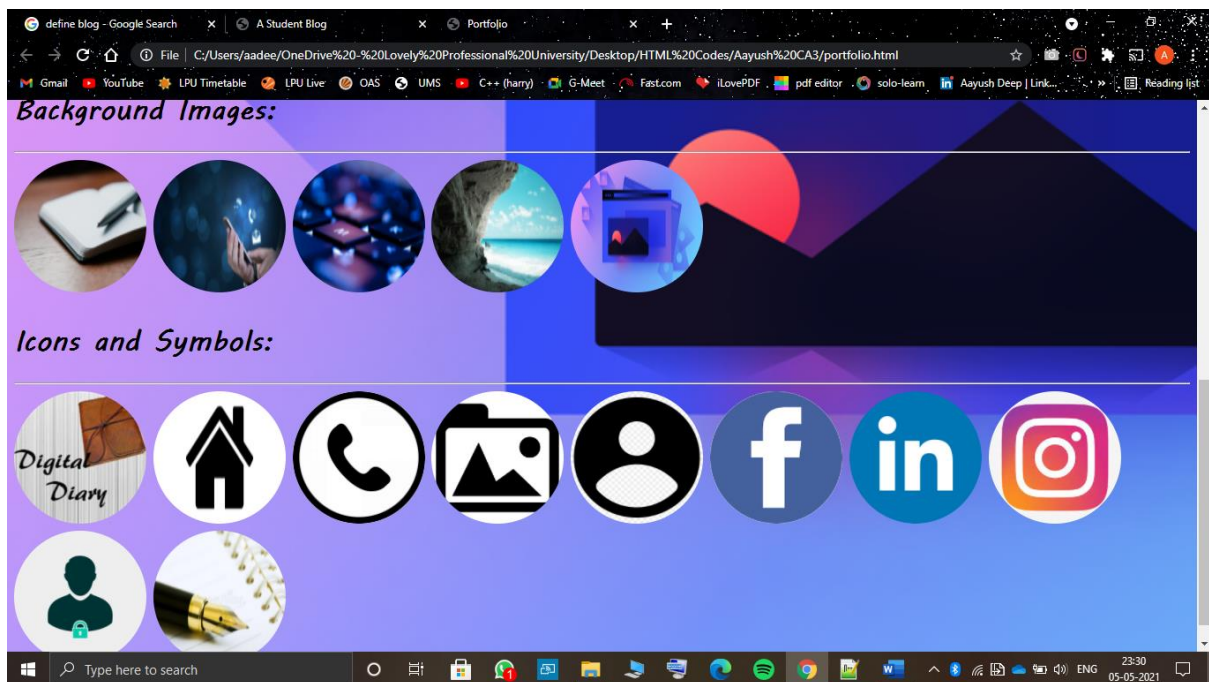 define blog - Google Search
A Student Blog
Portfolio
File
C:/Users/aadee/OneDrive%20-%20Lovely%20Professional%20University/Desktop/HTML%20Codes/Aayush%20CA3/portfolio.html
A
Gmail YouTube LPU Timetable LPU Live OAS UMS C++ (harry) G-Meet Fast.com iLovePDF pdf editor solo-learn Aayush Deep | Link... » Reading list
Background Images:
Icons and Symbols:
Digital
Diary
f
in
Type here to search
ENG
23:30
05-05-2021